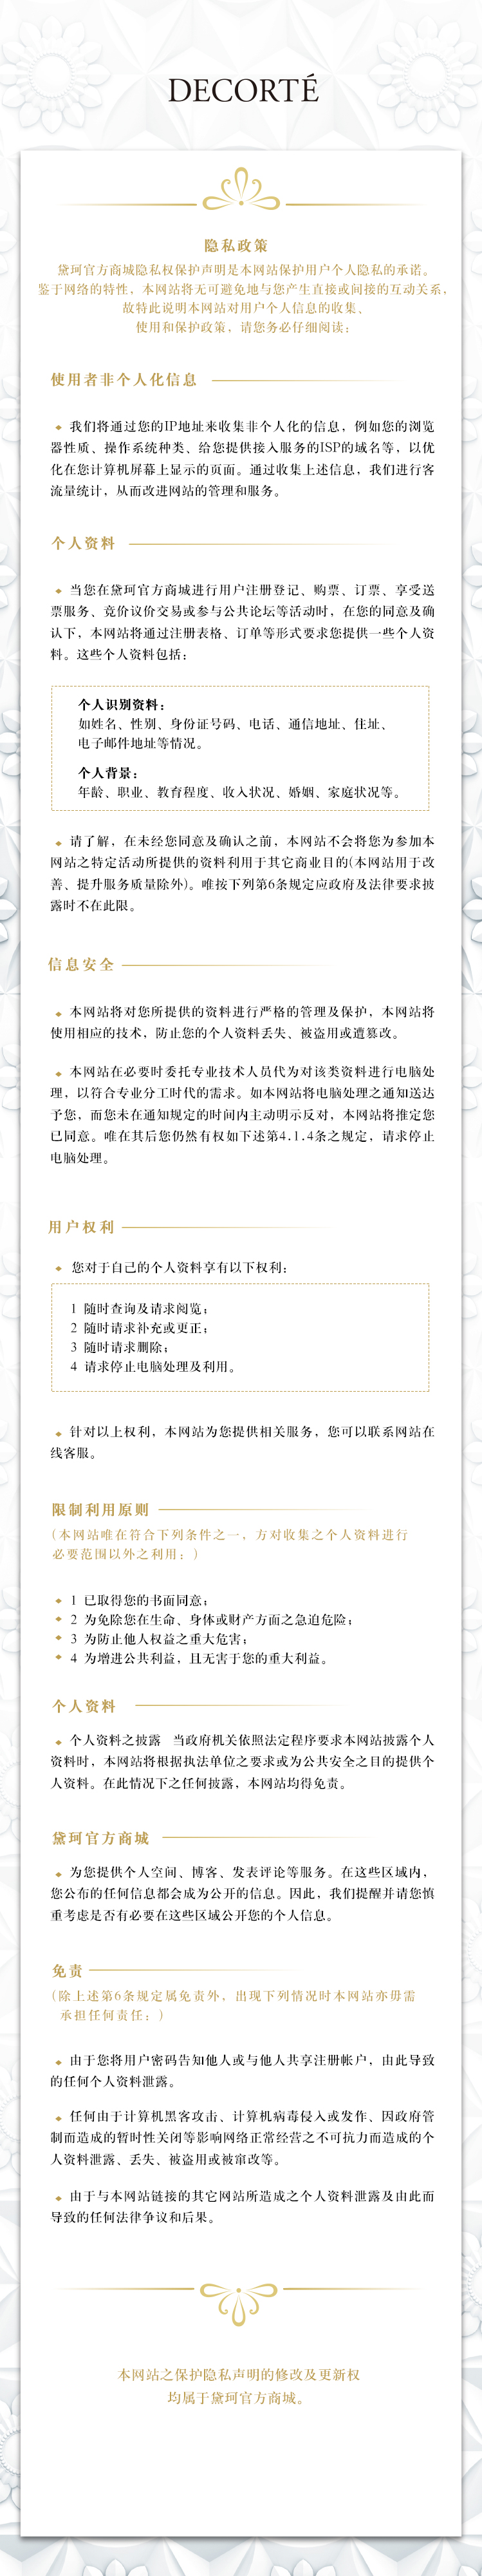 DECORTÉ
隐私政策
黛珂官方商城隐私权保护声明是本网站保护用户个人隐私的承诺。
鉴于网络的特性，本网站将无可避免地与您产生直接或间接的互动关系，
故特此说明本网站对用户个人信息的收集、
使用和保护政策，请您务必仔细阅读：
使用者非个人化信息
我们将通过您的IP地址来收集非个人化的信息，例如您的浏览
器性质、操作系统种类、给您提供接入服务的ISP的域名等，以优
化在您计算机屏幕上显示的页面。通过收集上述信息，我们进行客
流量统计，从而改进网站的管理和服务。
个人资料
当您在黛珂官方商城进行用户注册登记、购票、订票、享受送
票服务、竞价议价交易或参与公共论坛等活动时，在您的同意及确
认下，本网站将通过注册表格、订单等形式要求您提供一些个人资
料。这些个人资料包括：
个人识别资料：
如姓名、性别、身份证号码、电话、通信地址、住址、
电子邮件地址等情况。
个人背景：
年龄、职业、教育程度、收入状况、婚姻、家庭状况等。
请了解，在未经您同意及确认之前，本网站不会将您为参加本
网站之特定活动所提供的资料利用于其它商业目的(本网站用于改
善、提升服务质量除外)。唯按下列第6条规定应政府及法律要求披
露时不在此限。
信息安全
本网站将对您所提供的资料进行严格的管理及保护，本网站将
使用相应的技术，防止您的个人资料丢失、被盗用或遭篡改。
本网站在必要时委托专业技术人员代为对该类资料进行电脑处
理，以符合专业分工时代的需求。如本网站将电脑处理之通知送达
予您，而您未在通知规定的时间内主动明示反对，本网站将推定您
已同意。唯在其后您仍然有权如下述第4.1.4条之规定，请求停止
电脑处理。
用户权利
您对于自己的个人资料享有以下权利：
1 随时查询及请求阅览；
2 随时请求补充或更正；
3 随时请求删除；
4 请求停止电脑处理及利用。
针对以上权利，本网站为您提供相关服务，您可以联系网站在
线客服。
限制利用原则
(本网站唯在符合下列条件之一，方对收集之个人资料进行
必要范围以外之利用：)
1 已取得您的书面同意；
2 为免除您在生命、身体或财产方面之急迫危险；
3 为防止他人权益之重大危害；
4 为增进公共利益，且无害于您的重大利益。
个人资料
个人资料之披露 当政府机关依照法定程序要求本网站披露个人
资料时，本网站将根据执法单位之要求或为公共安全之目的提供个
人资料。在此情况下之任何披露，本网站均得免责。
黛珂官方商城
为您提供个人空间、博客、发表评论等服务。在这些区域内，
您公布的任何信息都会成为公开的信息。因此，我们提醒并请您慎
重考虑是否有必要在这些区域公开您的个人信息。
免责
(除上述第6条规定属免责外，出现下列情况时本网站亦毋需
承担任何责任：)
由于您将用户密码告知他人或与他人共享注册帐户，由此导致
的任何个人资料泄露。
任何由于计算机黑客攻击、计算机病毒侵入或发作、因政府管
制而造成的暂时性关闭等影响网络正常经营之不可抗力而造成的个
人资料泄露、丢失、被盗用或被窜改等。
由于与本网站链接的其它网站所造成之个人资料泄露及由此而
导致的任何法律争议和后果。
本网站之保护隐私声明的修改及更新权
均属于黛珂官方商城。